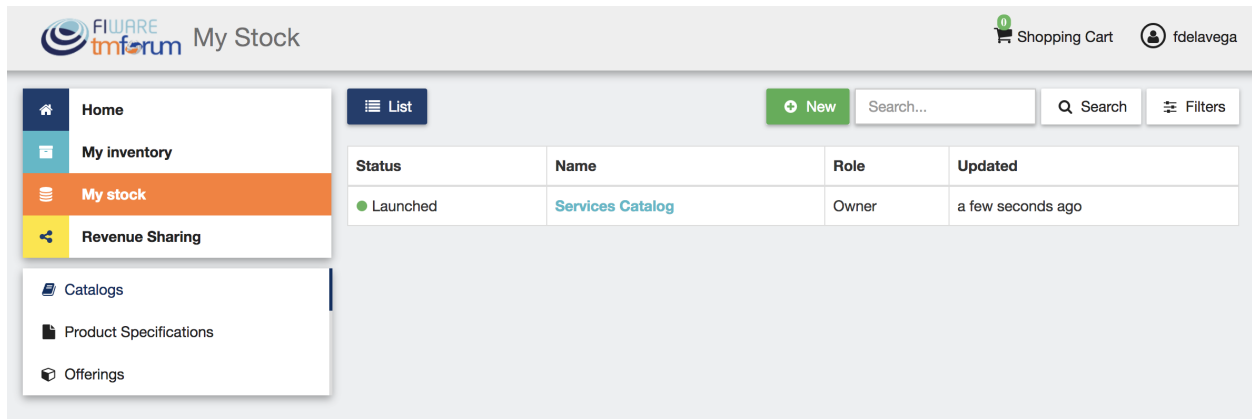 FIWARE
tmforum
My Stock
0
Shopping Cart
fdelavega
Home
My inventory
My stock
Revenue Sharing
Catalogs
Product Specifications
Offerings
List
New
Search...
Search
Filters
Status Name Role Updated
Launched Services Catalog Owner a few seconds ago